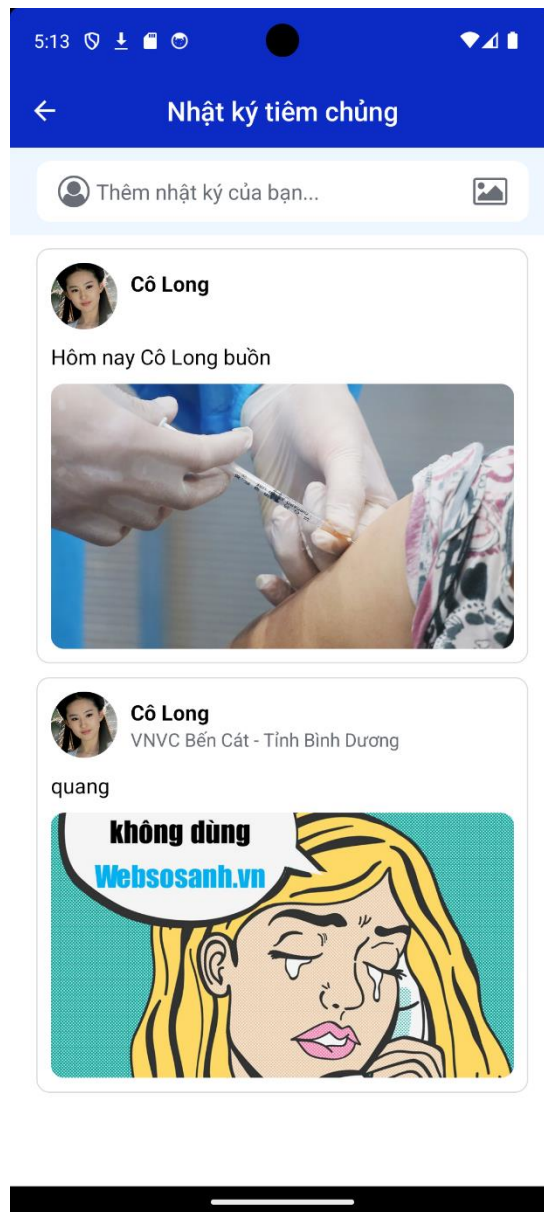 5:13
Nhật ký tiêm chủng
Thêm nhật ký của bạn...
Cô Long
Hôm nay Cô Long buồn
Cô Long
VNVC Bến Cát - Tỉnh Bình Dương
quang
không dùng
Websosanh.vn